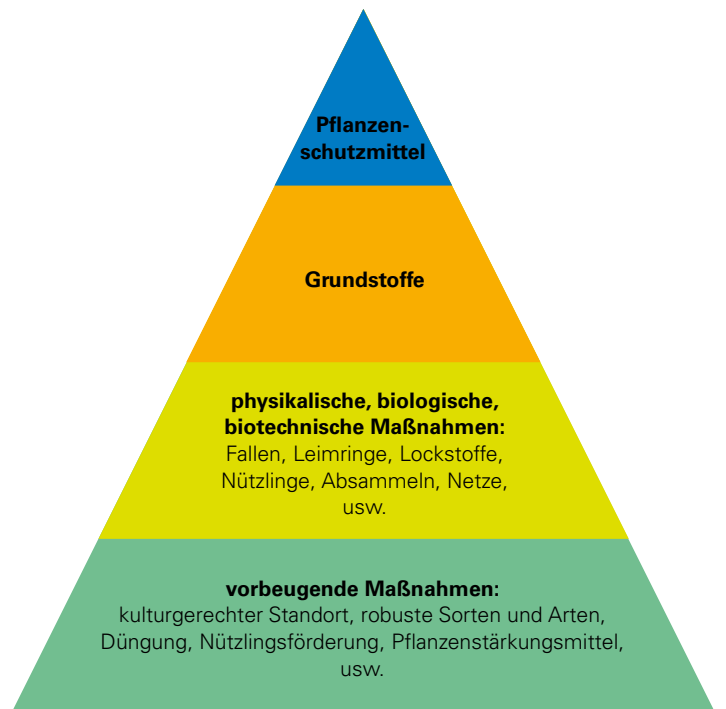 Pflanzen-
schutzmittel
Grundstoffe
physikalische, biologische,
biotechnische Maßnahmen:
Fallen, Leimringe, Lockstoffe,
Nützlinge, Absammeln, Netze,
usw.
vorbeugende Maßnahmen:
kulturgerechter Standort, robuste Sorten und Arten,
Düngung, Nützlingsförderung, Pflanzenstärkungsmittel,
usw.